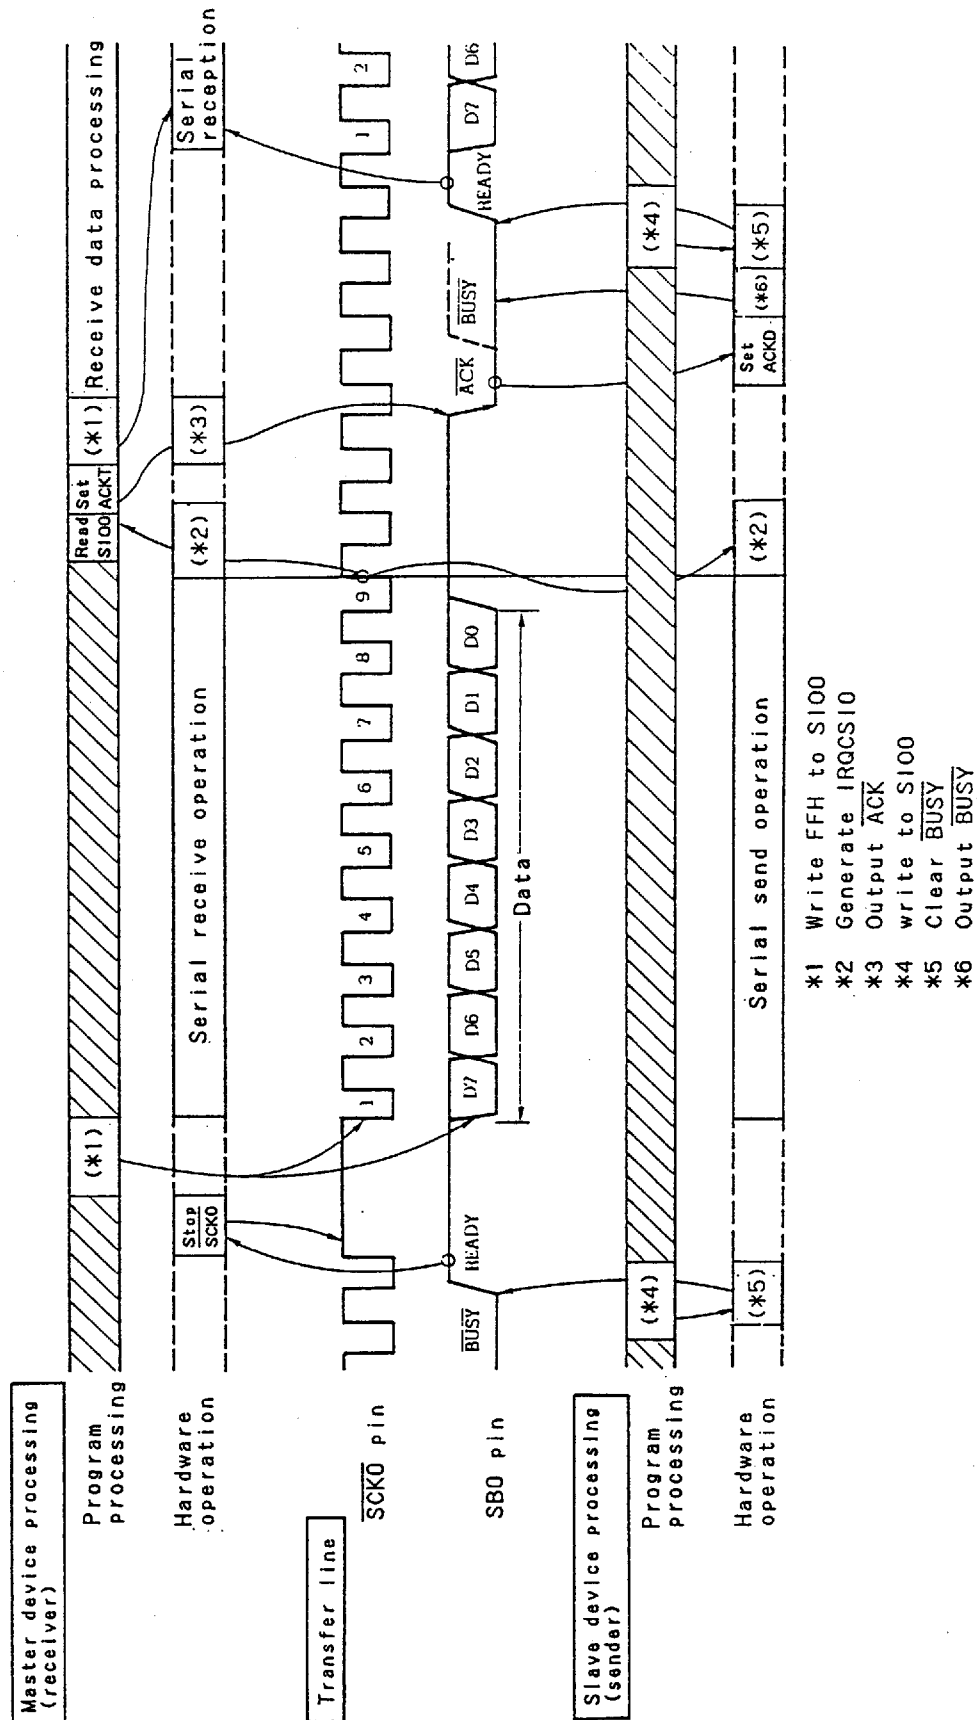 Master device processing
(receiver)
Program
processing
(*1)
Read
SIO0
Set
ACKT
(*1)
Receive data processing
Hardware
operation
Stop
SCK0
Serial receive operation
(*2)
(*3)
Serial
reception
Transfer line
SCK0 pin
1
2
3
4
5
6
7
8
9
1
2
SB0 pin
BUSY
READY
D7
D6
D5
D4
D3
D2
D1
D0
ACK
BUSY
READY
D7
D6
Data
Slave device processing
(sender)
Program
processing
(*4)
(*4)
Hardware
operation
(*5)
Serial send operation
(*2)
Set
ACKD
(*6)
(*5)
*1 Write FFH to SIO0
*2 Generate IRQCSI0
*3 Output ACK
*4 write to SIO0
*5 Clear BUSY
*6 Output BUSY